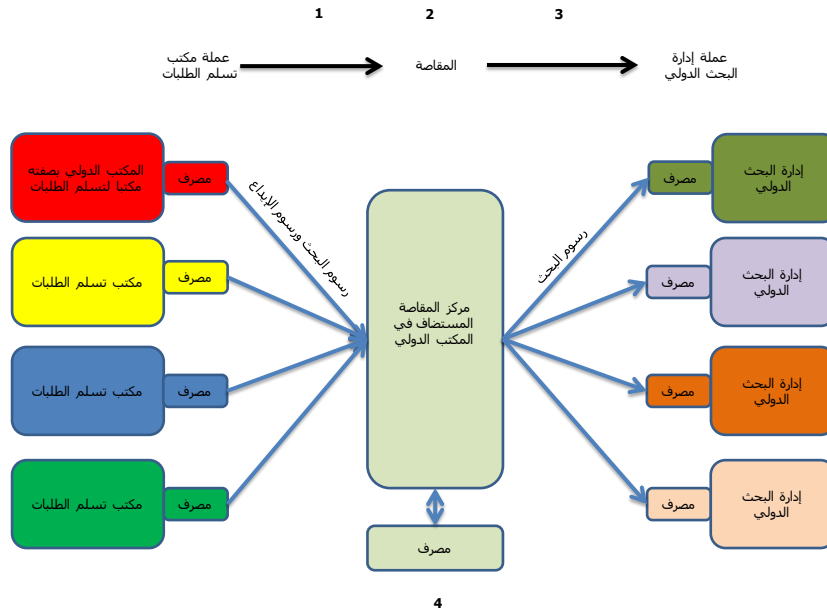 1
2
3
عملة مكتب
تسلم الطلبات
المقاصة
عملة إدارة
البحث الدولي
المكتب الدولي بصفته
مكتبا لتسلم الطلبات
مصرف
رسوم البحث ورسوم الإيداع
مكتب تسلم الطلبات
مصرف
مكتب تسلم الطلبات
مصرف
مكتب تسلم الطلبات
مصرف
مركز المقاصة
المستضاف في
المكتب الدولي
مصرف
رسوم البحث
مصرف
إدارة البحث
الدولي
مصرف
إدارة البحث
الدولي
مصرف
إدارة البحث
الدولي
مصرف
إدارة البحث
الدولي
4